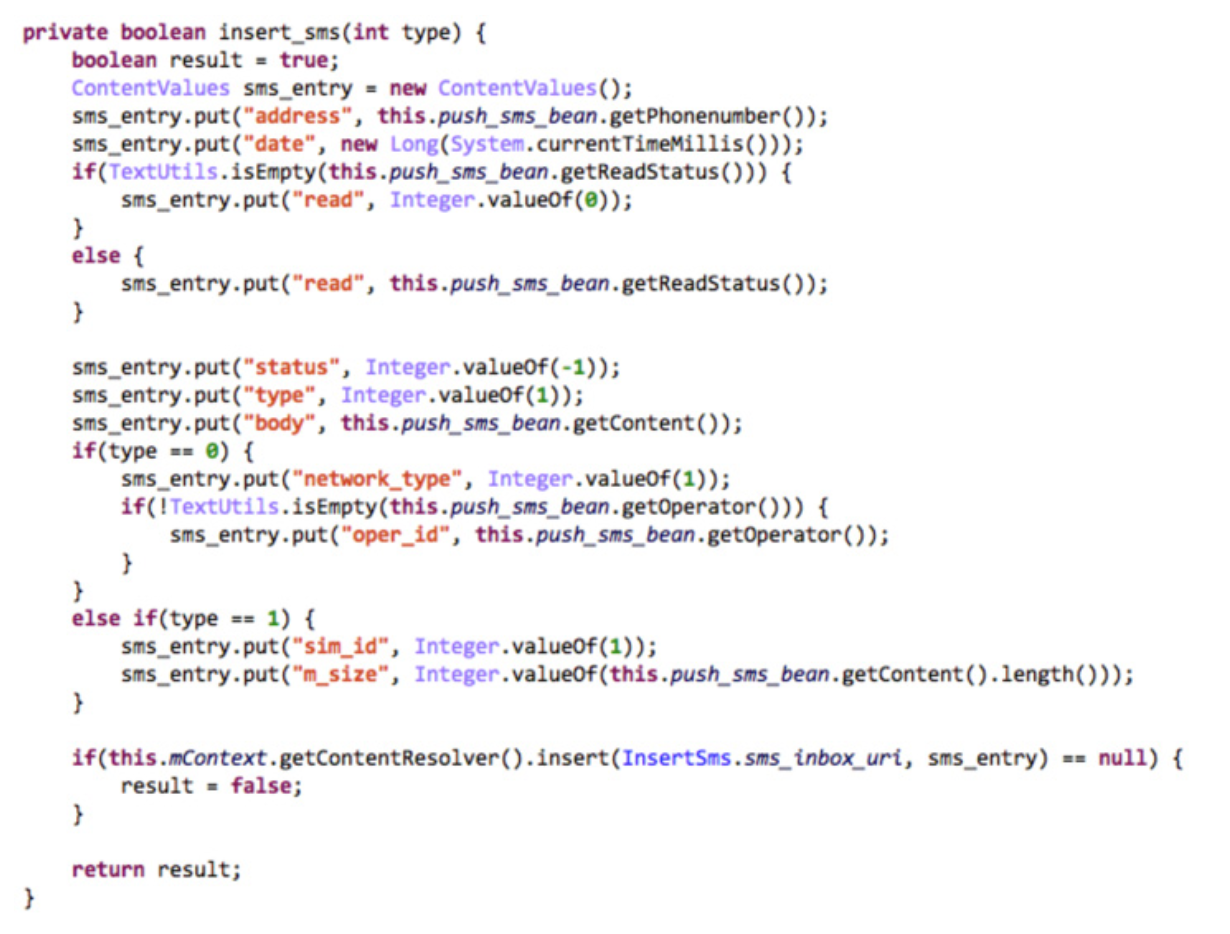 private boolean insert_sms(int type) {
    boolean result = true;
    ContentValues sms_entry = new ContentValues();
    sms_entry.put("address", this.push_sms_bean.getPhonenumber());
    sms_entry.put("date", new Long(System.currentTimeMillis()));
    if(TextUtils.isEmpty(this.push_sms_bean.getReadStatus())) {
        sms_entry.put("read", Integer.valueOf(0));
    }
    else {
        sms_entry.put("read", this.push_sms_bean.getReadStatus());
    }

    sms_entry.put("status", Integer.valueOf(-1));
    sms_entry.put("type", Integer.valueOf(1));
    sms_entry.put("body", this.push_sms_bean.getContent());
    if(type == 0) {
        sms_entry.put("network_type", Integer.valueOf(1));
        if(!TextUtils.isEmpty(this.push_sms_bean.getOperator())) {
            sms_entry.put("oper_id", this.push_sms_bean.getOperator());
        }
    }
    else if(type == 1) {
        sms_entry.put("sim_id", Integer.valueOf(1));
        sms_entry.put("m_size", Integer.valueOf(this.push_sms_bean.getContent().length()));
    }

    if(this.mContext.getContentResolver().insert(InsertSms.sms_inbox_uri, sms_entry) == null) {
        result = false;
    }

    return result;
}